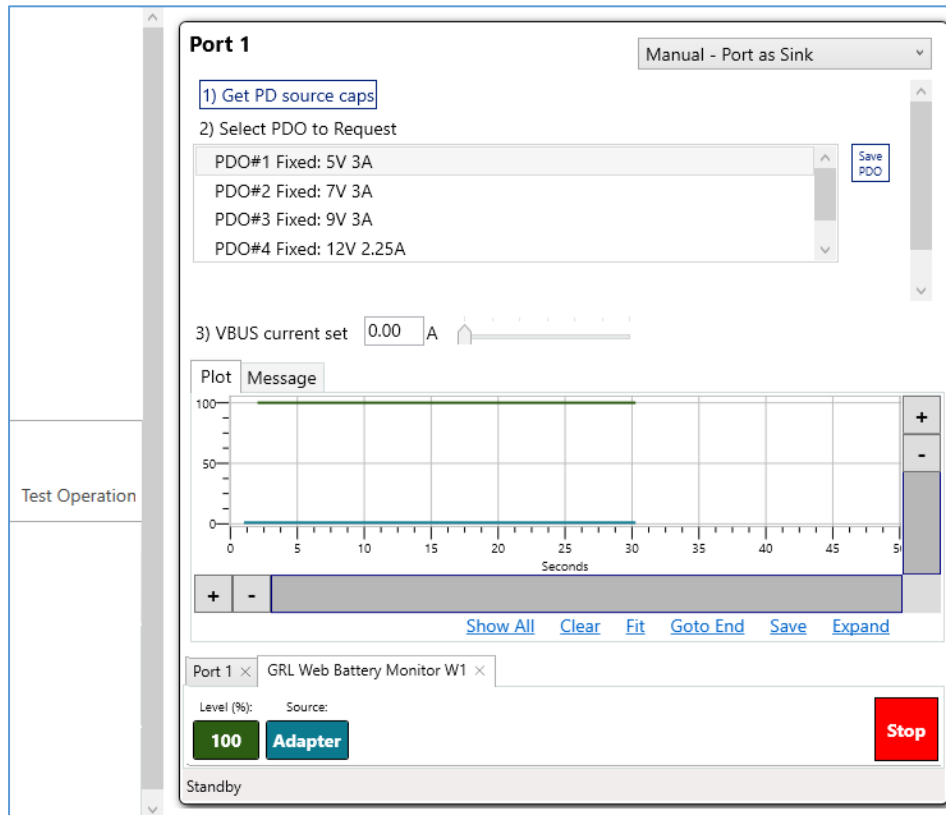 Port 1
Manual - Port as Sink
1) Get PD source caps
2) Select PDO to Request
PDO#1 Fixed: 5V 3A
PDO#2 Fixed: 7V 3A
PDO#3 Fixed: 9V 3A
PDO#4 Fixed: 12V 2.25A
Save
PDO
3) VBUS current set 0.00 A
Plot Message
100
50
0
0 5 10 15 20 25 30 35 40 45 5
Seconds
+
-
+ -
Show All Clear Fit Goto End Save Expand
Test Operation
Port 1 × GRL Web Battery Monitor W1 ×
Level (%): Source:
100 Adapter
Stop
Standby